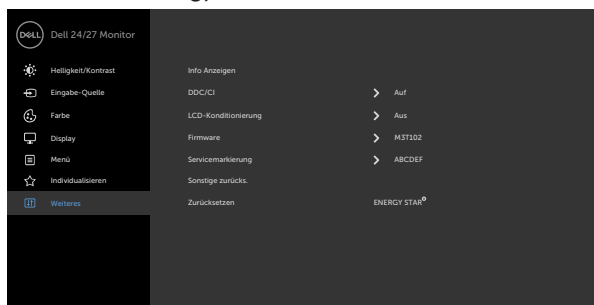 DELL Dell 24/27 Monitor
Helligkeit/Kontrast Info Anzeigen
Eingabe-Quelle DDC/CI Auf
Farbe LCD-Konditionierung Aus
Display Firmware M3T102
Menü Servicemarkierung ABCDEF
Individualisieren Sonstige zurücks.
Weiteres Zurücksetzen ENERGY STAR®